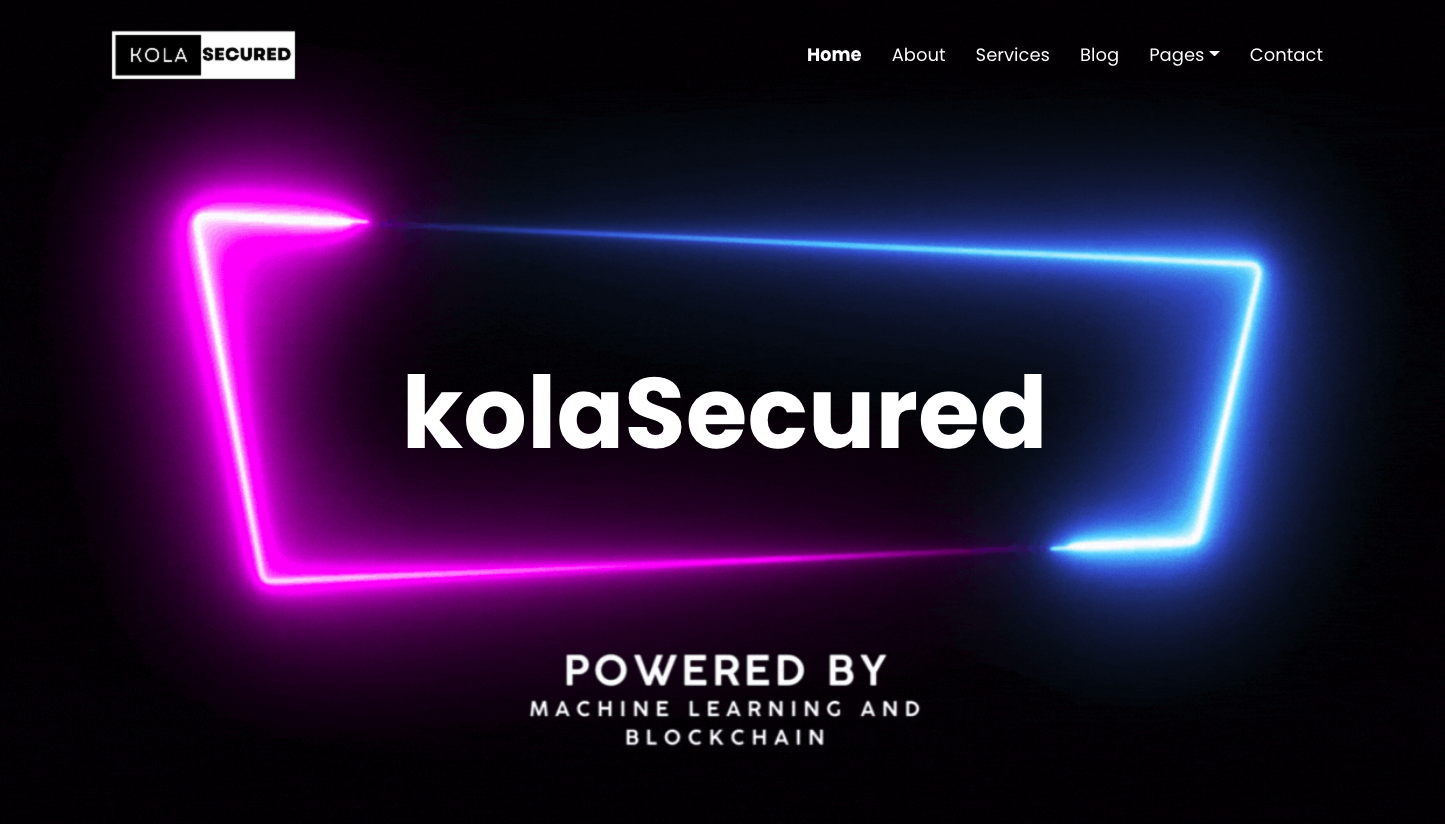 KOLA SECURED
Home About Services Blog Pages Contact
kolaSecured
POWERED BY
MACHINE LEARNING AND
BLOCKCHAIN